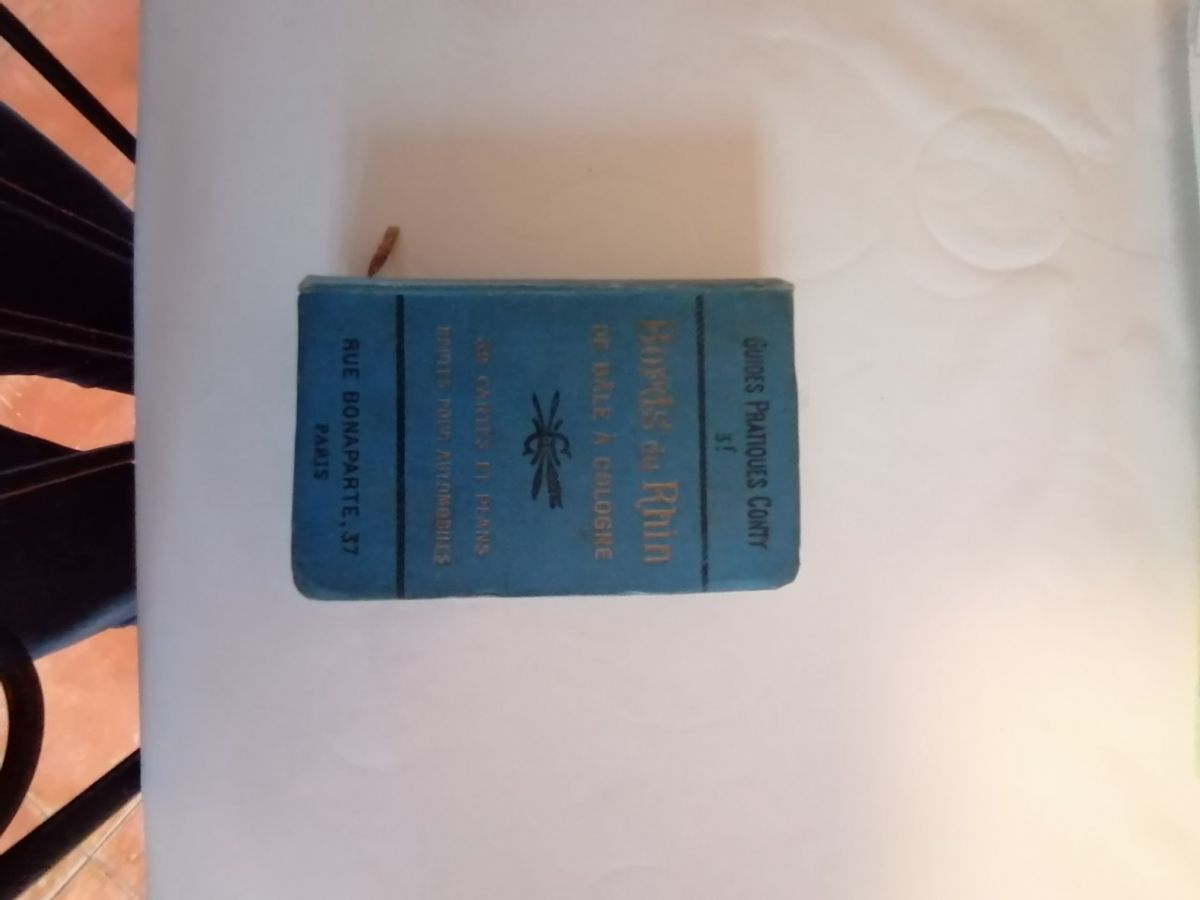 GUIDES PRATIQUES CONTY
3f
Bords du Rhin
DE BÂLE À COLOGNE
CARTES ET PLANS
ROUTES POUR AUTOMOBILES
RUE BONAPARTE, 37
PARIS